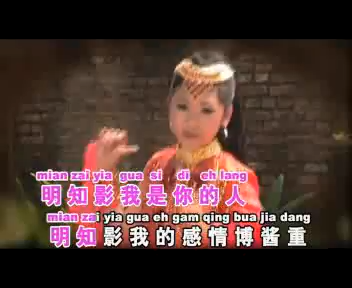 mian zai yia gua si di eh lang
明知影我是你的人
mian zai yia gua eh gam qing bua jia dang
明知影我的感情博酱重